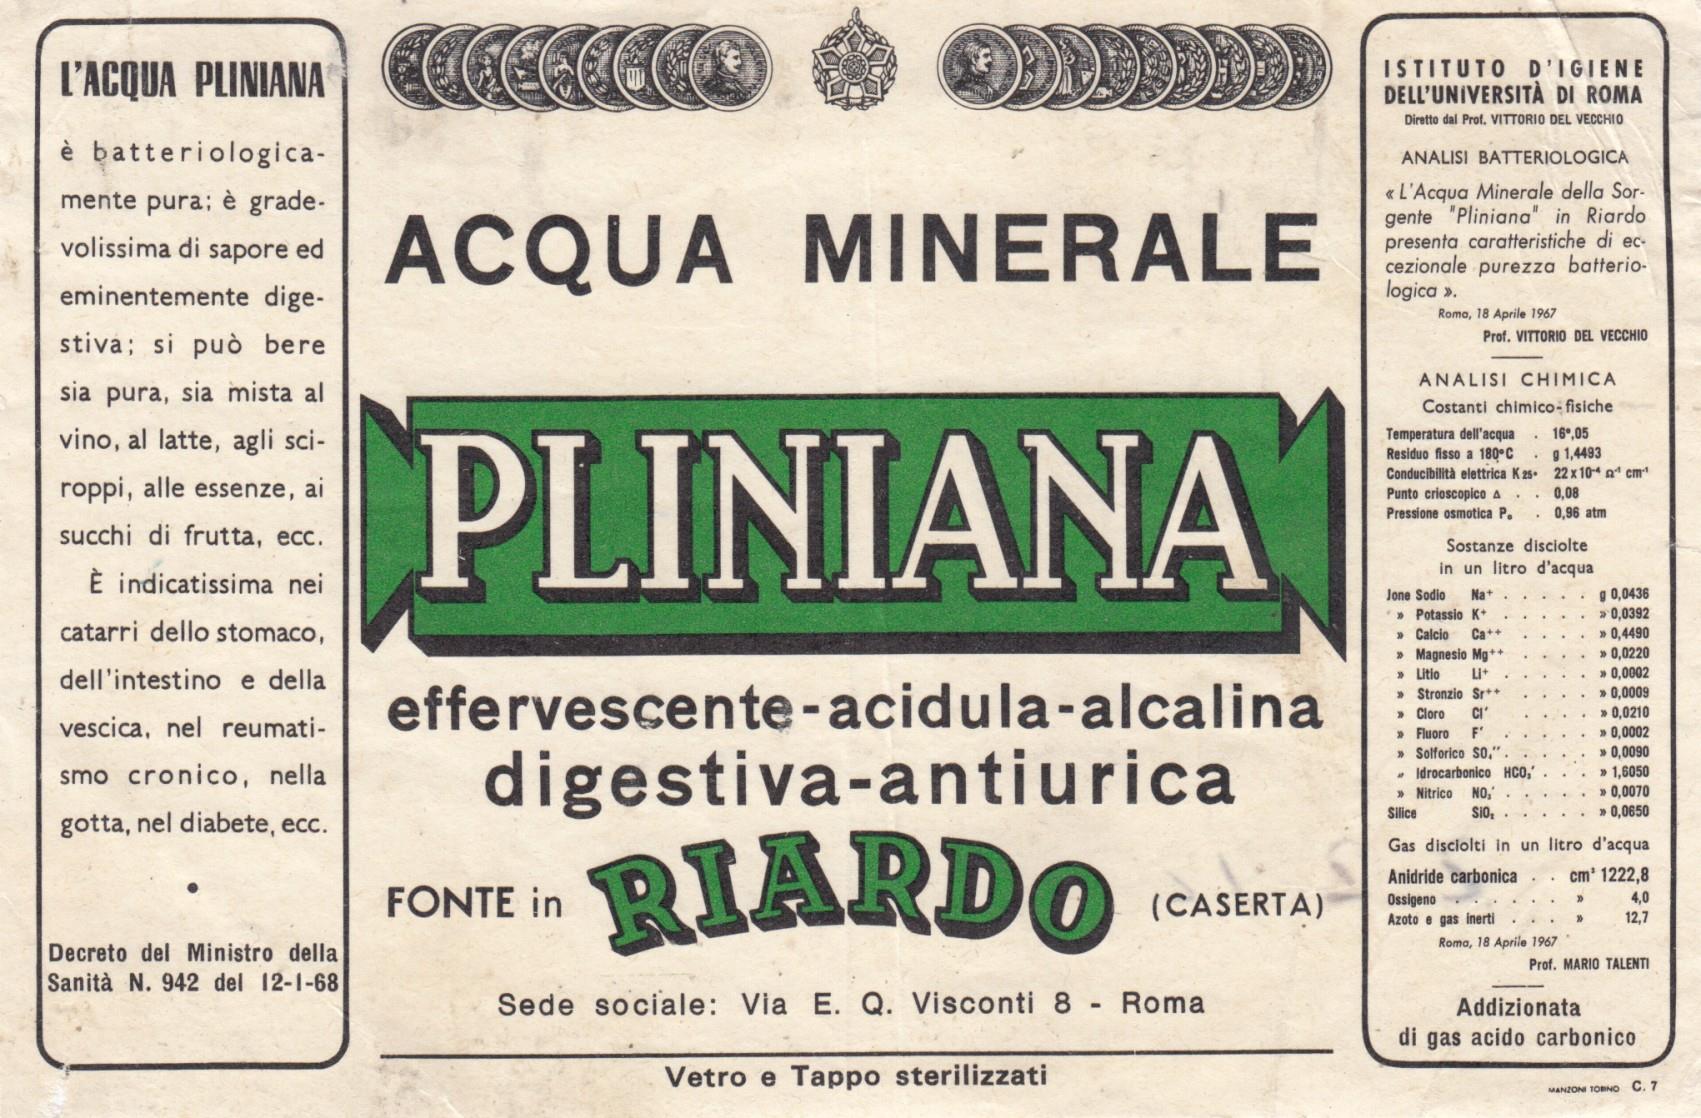 L'ACQUA PLINIANA
è batteriologica-
mente pura; è grade-
volissima di sapore ed
eminentemente dige-
stiva; si può bere
sia pura, sia mista al
vino, al latte, agli sci-
roppi, alle essenze, ai
succhi di frutta, ecc.
È indicatissima nei
catarri dello stomaco,
dell'intestino e della
vescica, nel reumati-
smo cronico, nella
gotta, nel diabete, ecc.
Decreto del Ministro della
Sanità N. 942 del 12-1-68
ACQUA MINERALE
PLINIANA
effervescente-acidula-alcalina
digestiva-antiurica
FONTE in RIARDO (CASERTA)
Sede sociale: Via E. Q. Visconti 8 - Roma
Vetro e Tappo sterilizzati
ISTITUTO D'IGIENE
DELL'UNIVERSITÀ DI ROMA
Diretto dal Prof. VITTORIO DEL VECCHIO
ANALISI BATTERIOLOGICA
« L'Acqua Minerale della Sor-
gente "Pliniana" in Riardo
presenta caratteristiche di ec-
cezionale purezza batterio-
logica ».
Roma, 18 Aprile 1967
Prof. VITTORIO DEL VECCHIO
ANALISI CHIMICA
Costanti chimico-fisiche
Temperatura dell'acqua . 16°,05
Residuo fisso a 180°C . g 1,4493
Conducibilità elettrica K 25° 22 x 10⁻⁴ Ω⁻¹ cm⁻¹
Punto crioscopico Δ . . 0,08
Pressione osmotica Pₒ . 0,96 atm
Sostanze disciolte
in un litro d'acqua
Jone Sodio Na⁺ . . . . . g 0,0436
» Potassio K⁺ . . . . . » 0,0392
» Calcio Ca⁺⁺ . . . . » 0,4490
» Magnesio Mg⁺⁺ . . . . » 0,0220
» Litio Li⁺ . . . . . » 0,0002
» Stronzio Sr⁺⁺ . . . . » 0,0009
» Cloro Cl′ . . . . » 0,0210
» Fluoro F′ . . . . . » 0,0002
» Solforico SO₄′′ . . . . . » 0,0090
» Idrocarbonico HCO₃′ . . . » 1,6050
» Nitrico NO₃′ . . . . . » 0,0070
Silice SiO₂ . . . . . » 0,0650
Gas disciolti in un litro d'acqua
Anidride carbonica . . cm³ 1222,8
Ossigeno . . . . . . » 4,0
Azoto e gas inerti . . . » 12,7
Roma, 18 Aprile 1967
Prof. MARIO TALENTI
Addizionata
di gas acido carbonico
MANZONI TORINO C. 7